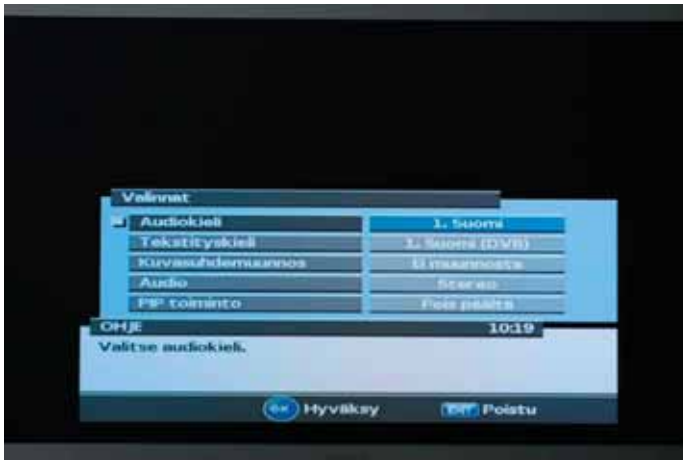 Valinnat
Audiokieli 1. Suomi
Tekstityskieli 1. Suomi (DVB)
Kuvasuhdemuunnos Ei muunnosta
Audio Stereo
PIP toiminto Pois päältä
OHJE 10:19
Valitse audiokieli.
OK Hyväksy EXIT Poistu